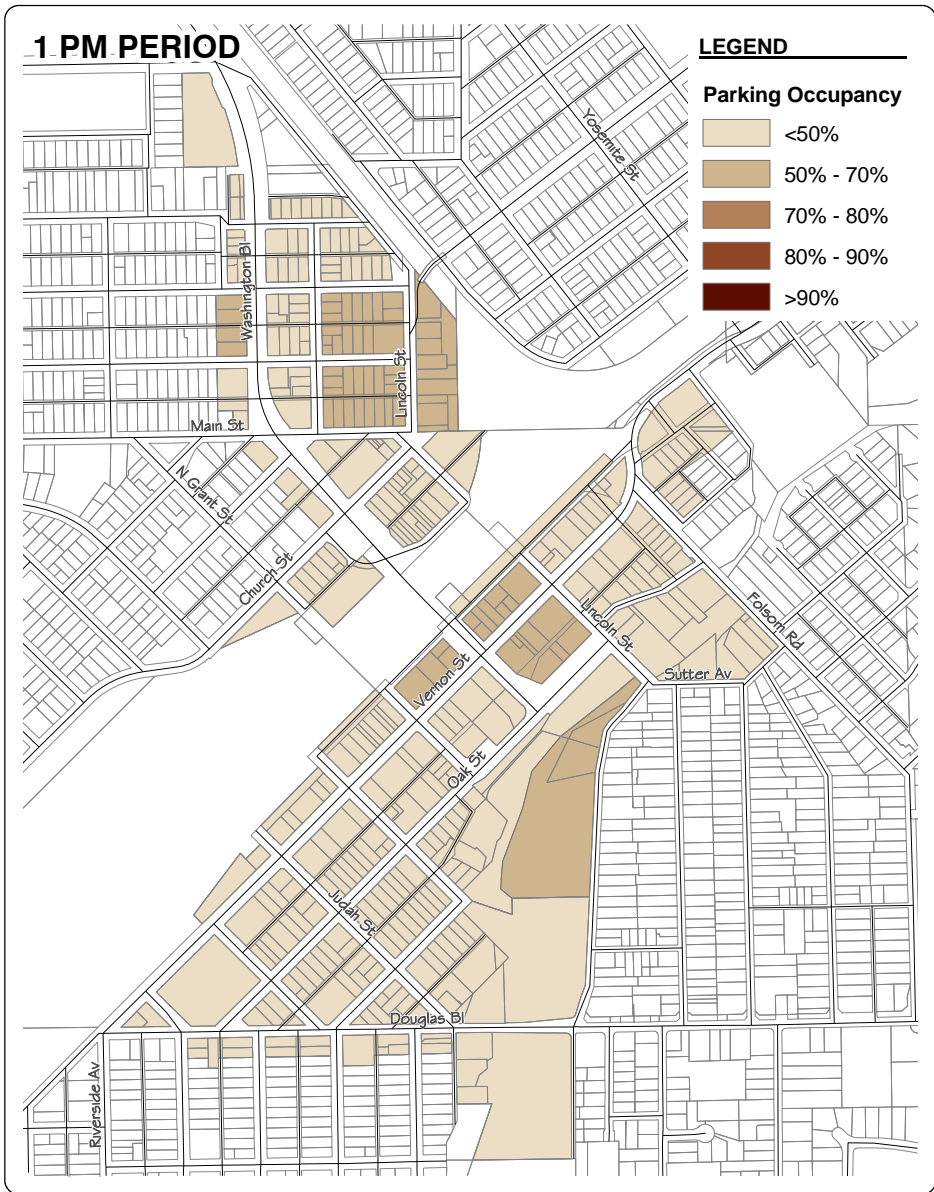 1 PM PERIOD
LEGEND
Parking Occupancy
<50%
50% - 70%
70% - 80%
80% - 90%
>90%
Yosemite St
Washington Bl
Lincoln St
Main St
N Grant St
Church St
Lincoln St
Folsom Rd
Sutter Av
Vernon St
Oak St
Judah St
Douglas Bl
Riverside Av